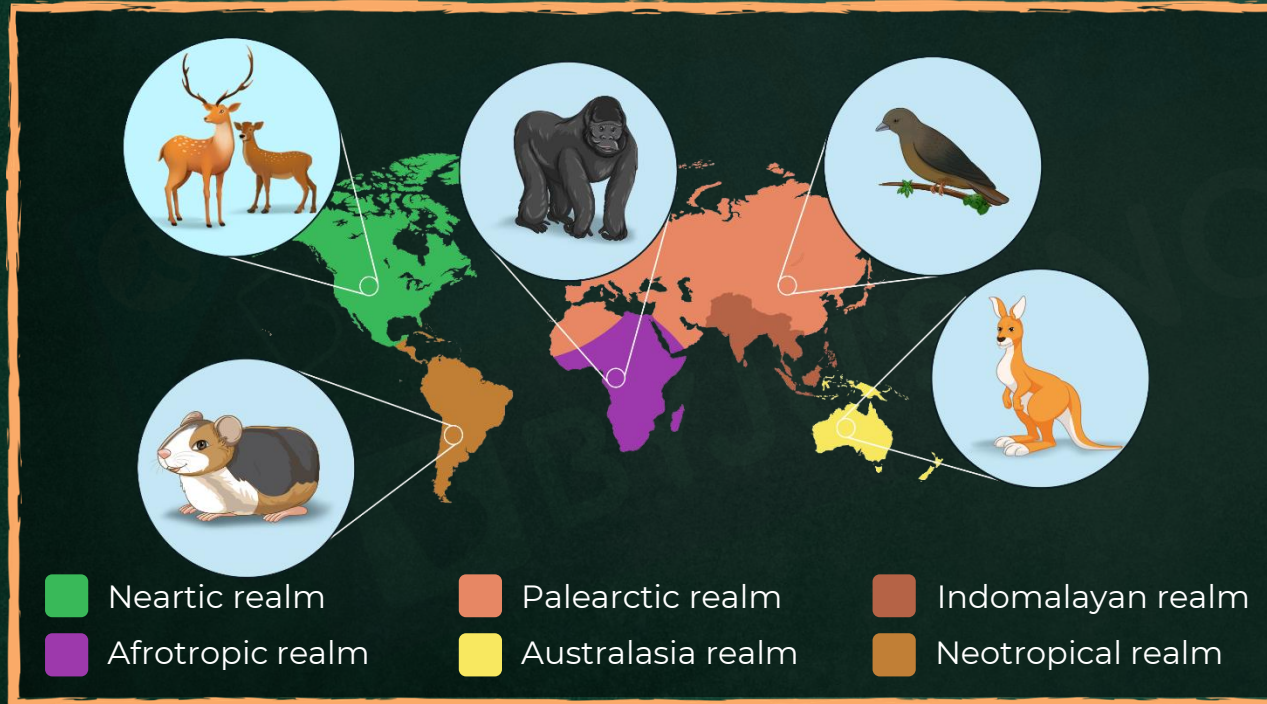 Neartic realm
Palearctic realm
Indomalayan realm
Afrotropic realm
Australasia realm
Neotropical realm